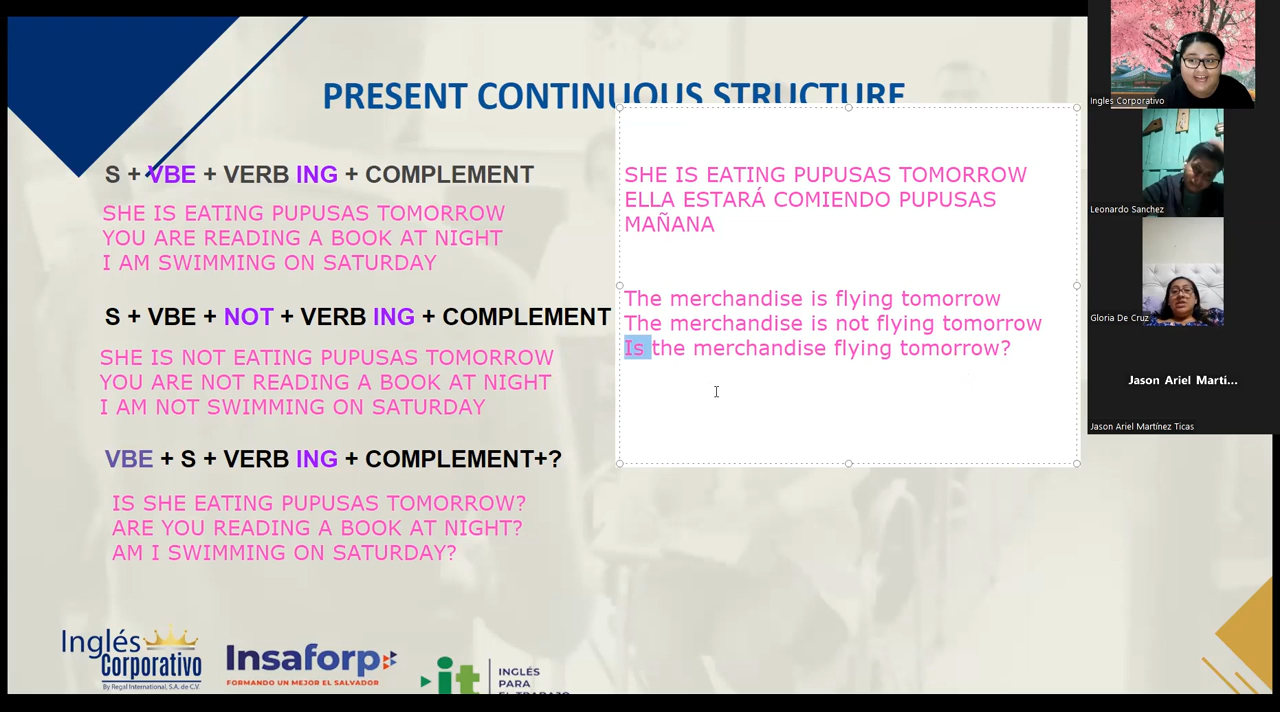 PRESENT CONTINUOUS STRUCTURE
S + VBE + VERB ING + COMPLEMENT
SHE IS EATING PUPUSAS TOMORROW
YOU ARE READING A BOOK AT NIGHT
I AM SWIMMING ON SATURDAY
S + VBE + NOT + VERB ING + COMPLEMENT
SHE IS NOT EATING PUPUSAS TOMORROW
YOU ARE NOT READING A BOOK AT NIGHT
I AM NOT SWIMMING ON SATURDAY
VBE + S + VERB ING + COMPLEMENT+?
IS SHE EATING PUPUSAS TOMORROW?
ARE YOU READING A BOOK AT NIGHT?
AM I SWIMMING ON SATURDAY?
SHE IS EATING PUPUSAS TOMORROW
ELLA ESTARÁ COMIENDO PUPUSAS
MAÑANA
The merchandise is flying tomorrow
The merchandise is not flying tomorrow
Is the merchandise flying tomorrow?
Ingles Corporativo
Leonardo Sanchez
Gloria De Cruz
Jason Ariel Martí...
Jason Ariel Martínez Ticas
Inglés
Corporativo
By Regal International, S.A. de C.V.
Insaforp
FORMANDO UN MEJOR EL SALVADOR
it
INGLÉS
PARA
EL TRABAJO